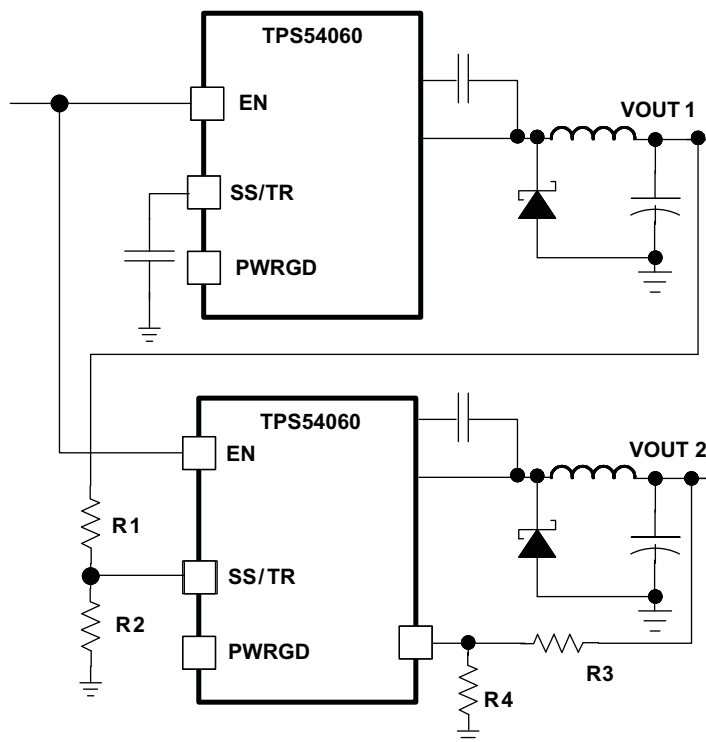 TPS54060
EN
VOUT 1
SS/TR
PWRGD
TPS54060
EN
VOUT 2
R1
SS/TR
R2
PWRGD
R3
R4